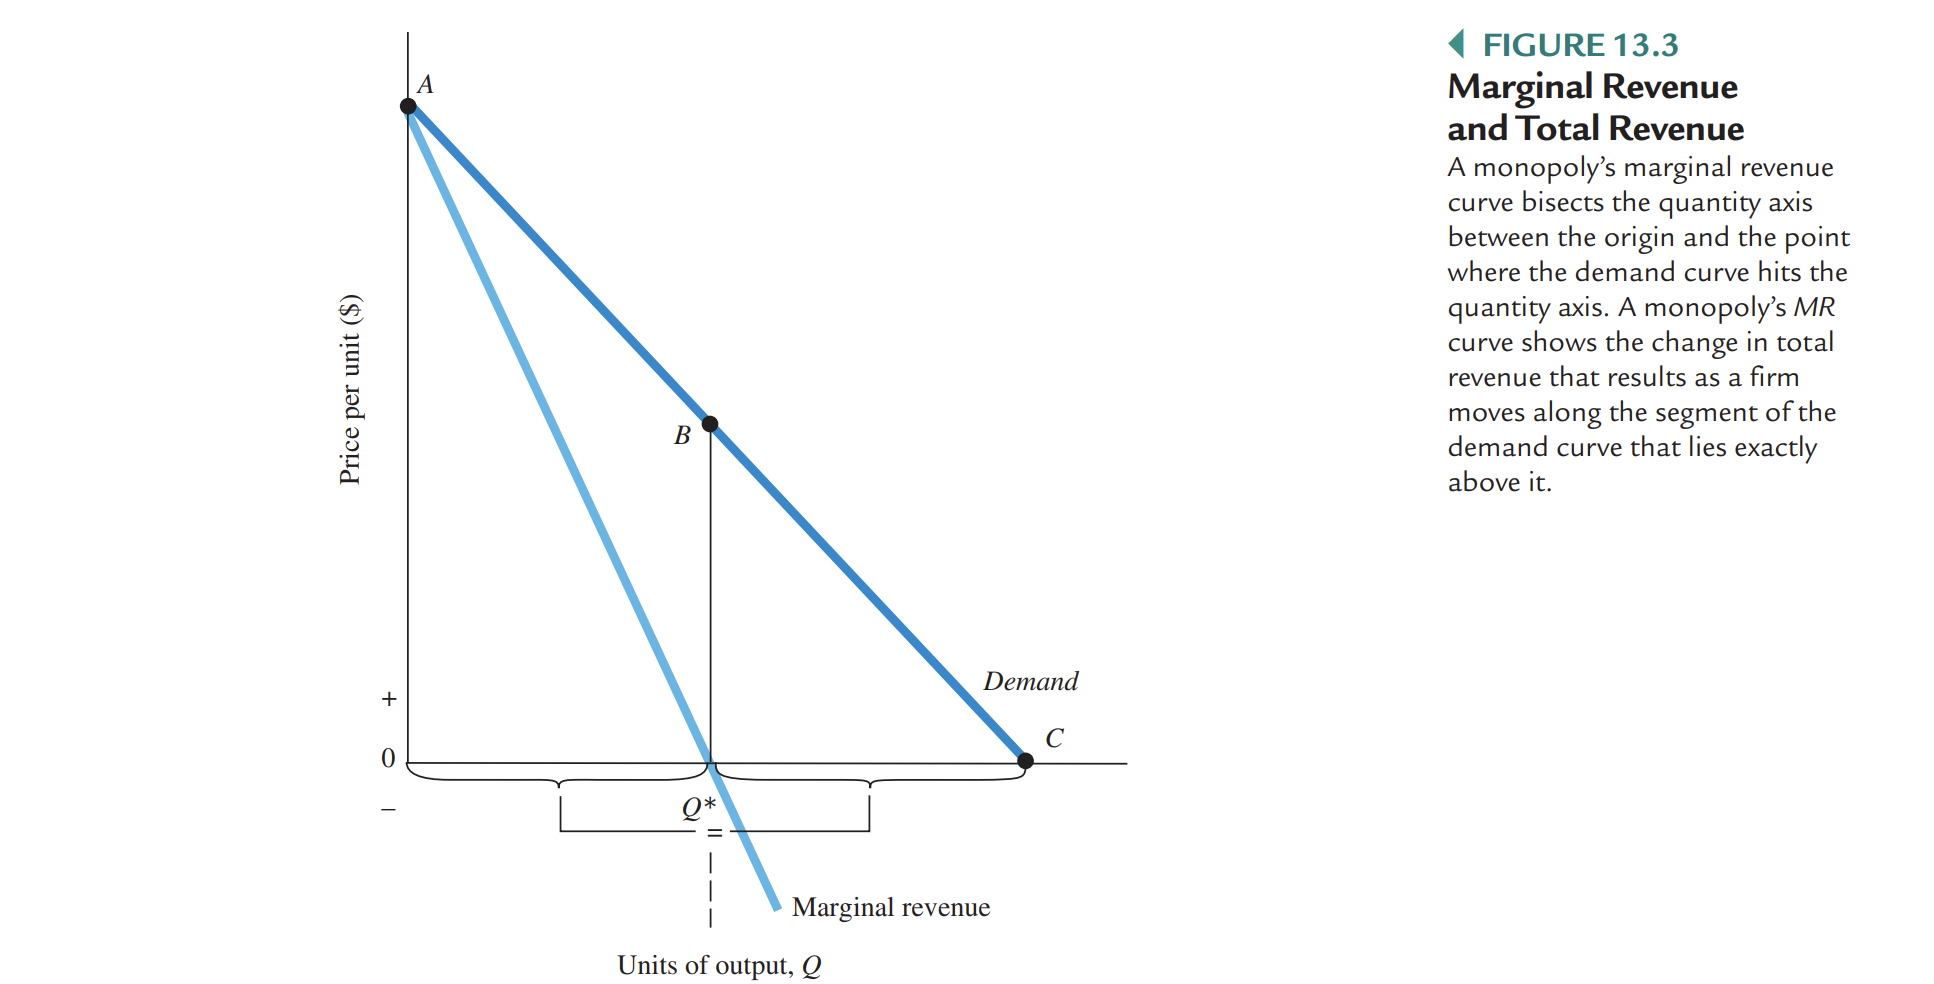 A
Price per unit ($)
B
Demand
+
C
0
–
Q*
=
Marginal revenue
Units of output, Q
FIGURE 13.3
Marginal Revenue
and Total Revenue
A monopoly’s marginal revenue
curve bisects the quantity axis
between the origin and the point
where the demand curve hits the
quantity axis. A monopoly’s MR
curve shows the change in total
revenue that results as a firm
moves along the segment of the
demand curve that lies exactly
above it.